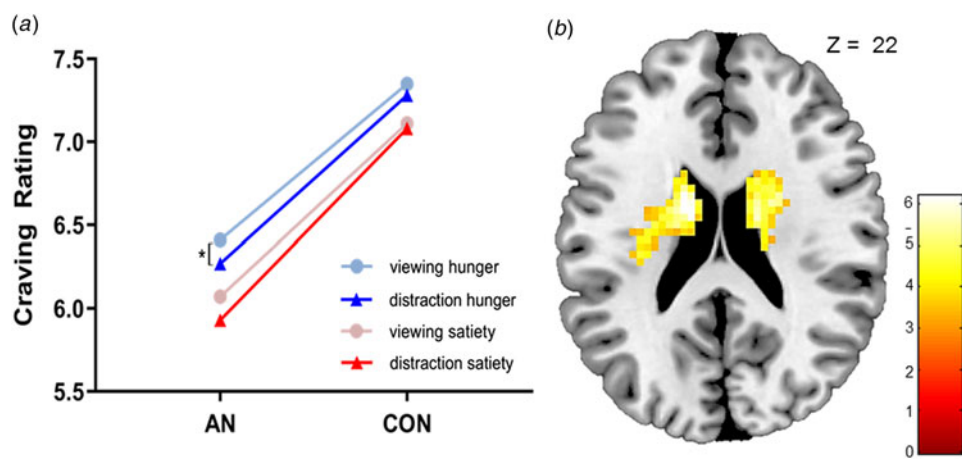 (a)
Craving Rating
7.5
7.0
6.5
6.0
5.5
*
viewing hunger
distraction hunger
viewing satiety
distraction satiety
AN
CON
(b)
Z = 22
6
5
4
3
2
1
0